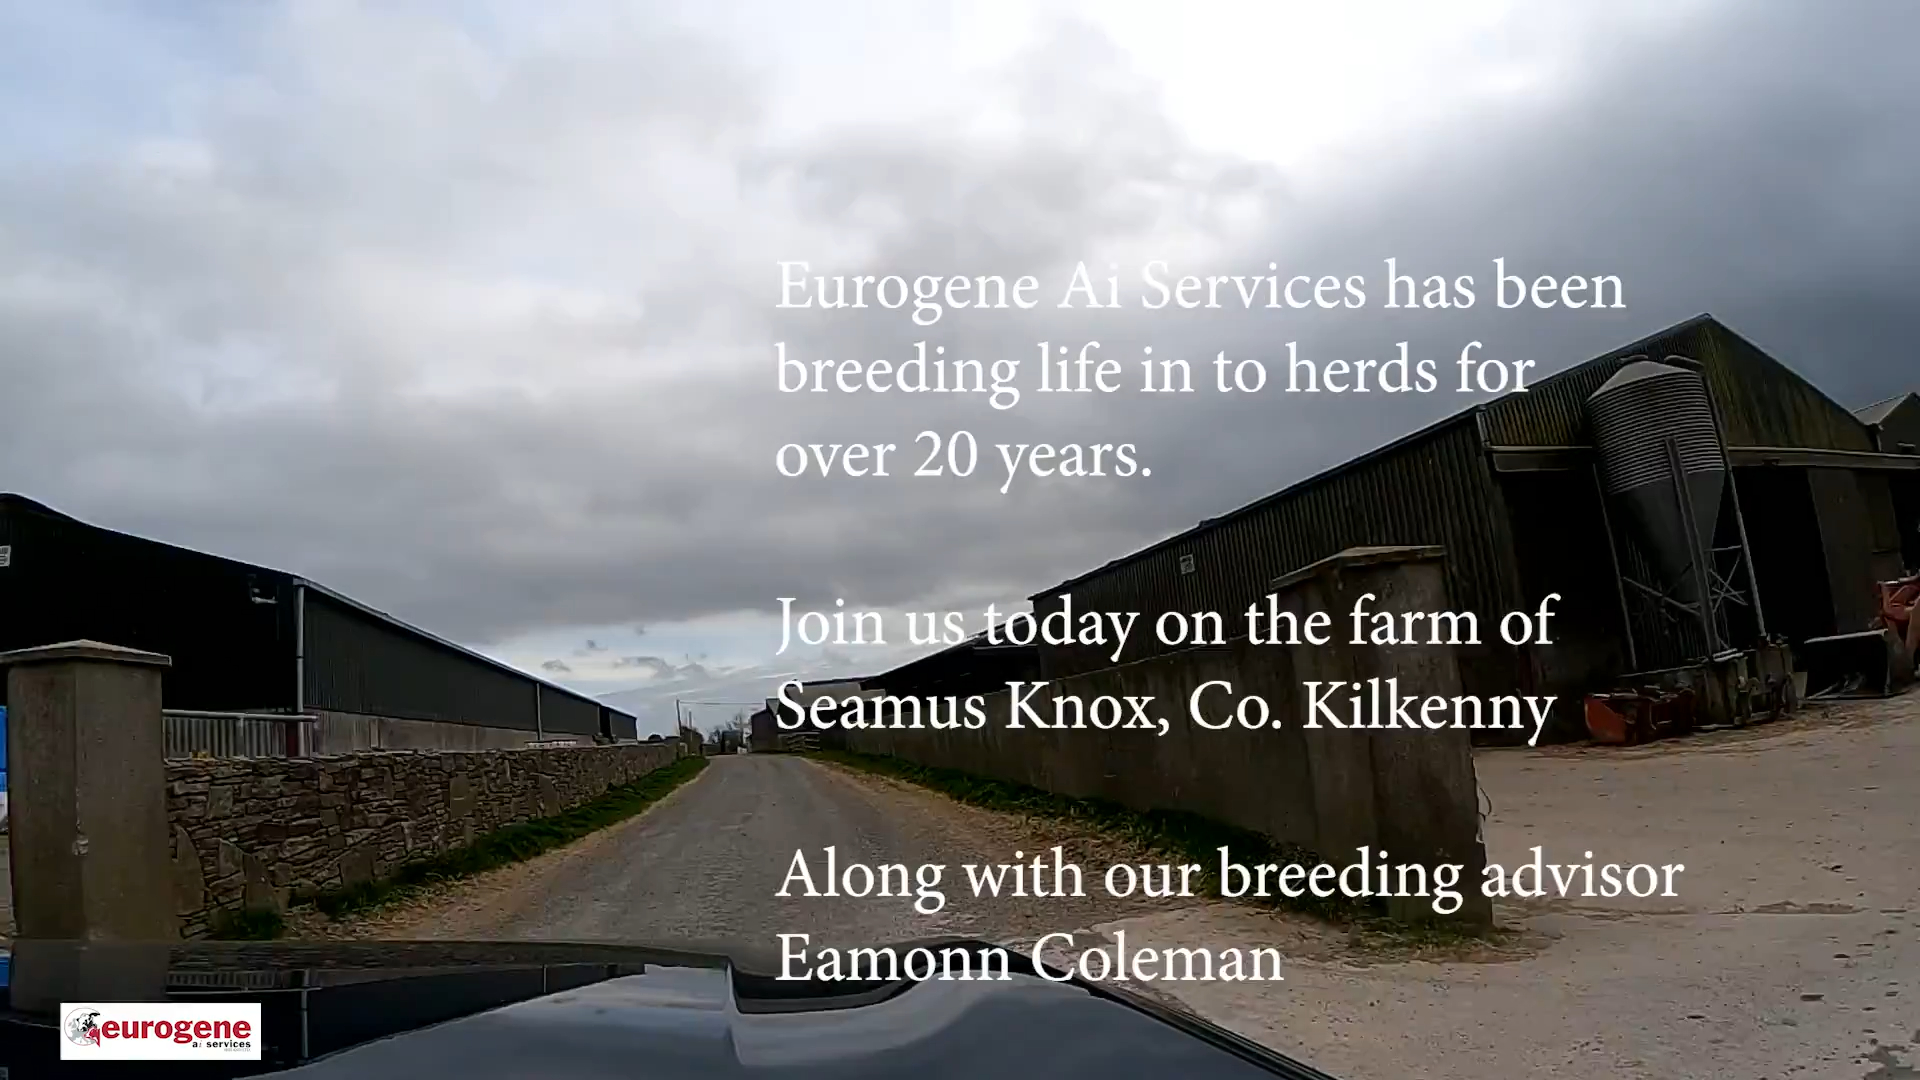 Eurogene Ai Services has been
breeding life in to herds for
over 20 years.
Join us today on the farm of
Seamus Knox, Co. Kilkenny
Along with our breeding advisor
Eamonn Coleman
eurogene
ai services